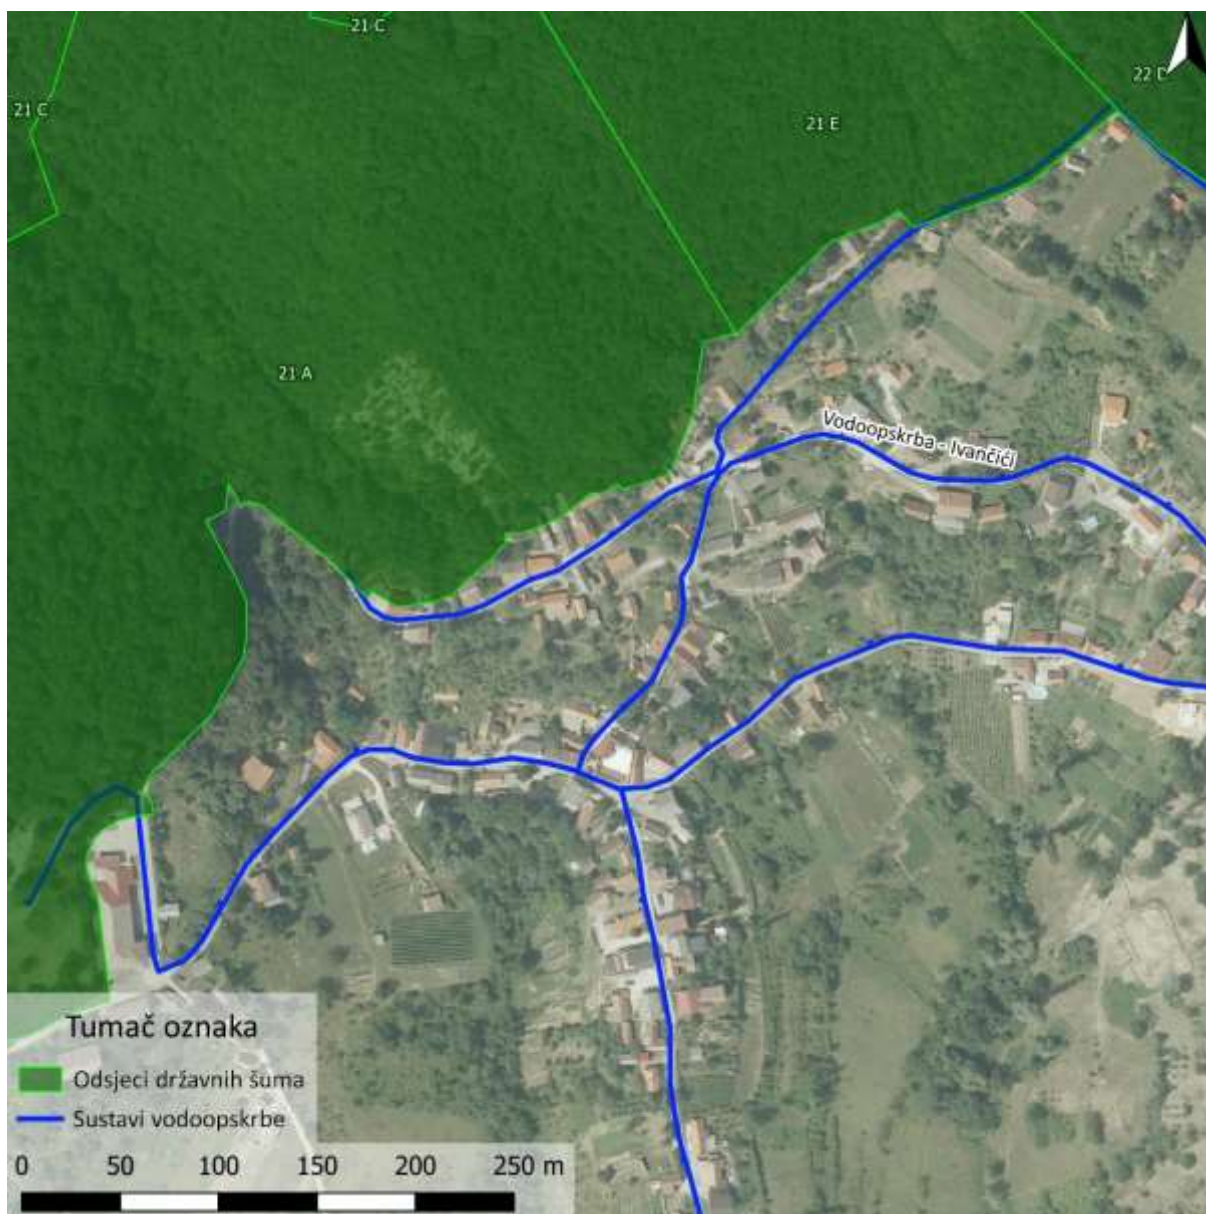 21 C
22 D
21 C
21 E
21 A
Vodoopskrba - Ivančići
Tumač oznaka
Odsjeci državnih šuma
Sustavi vodoopskrbe
0 50 100 150 200 250 m